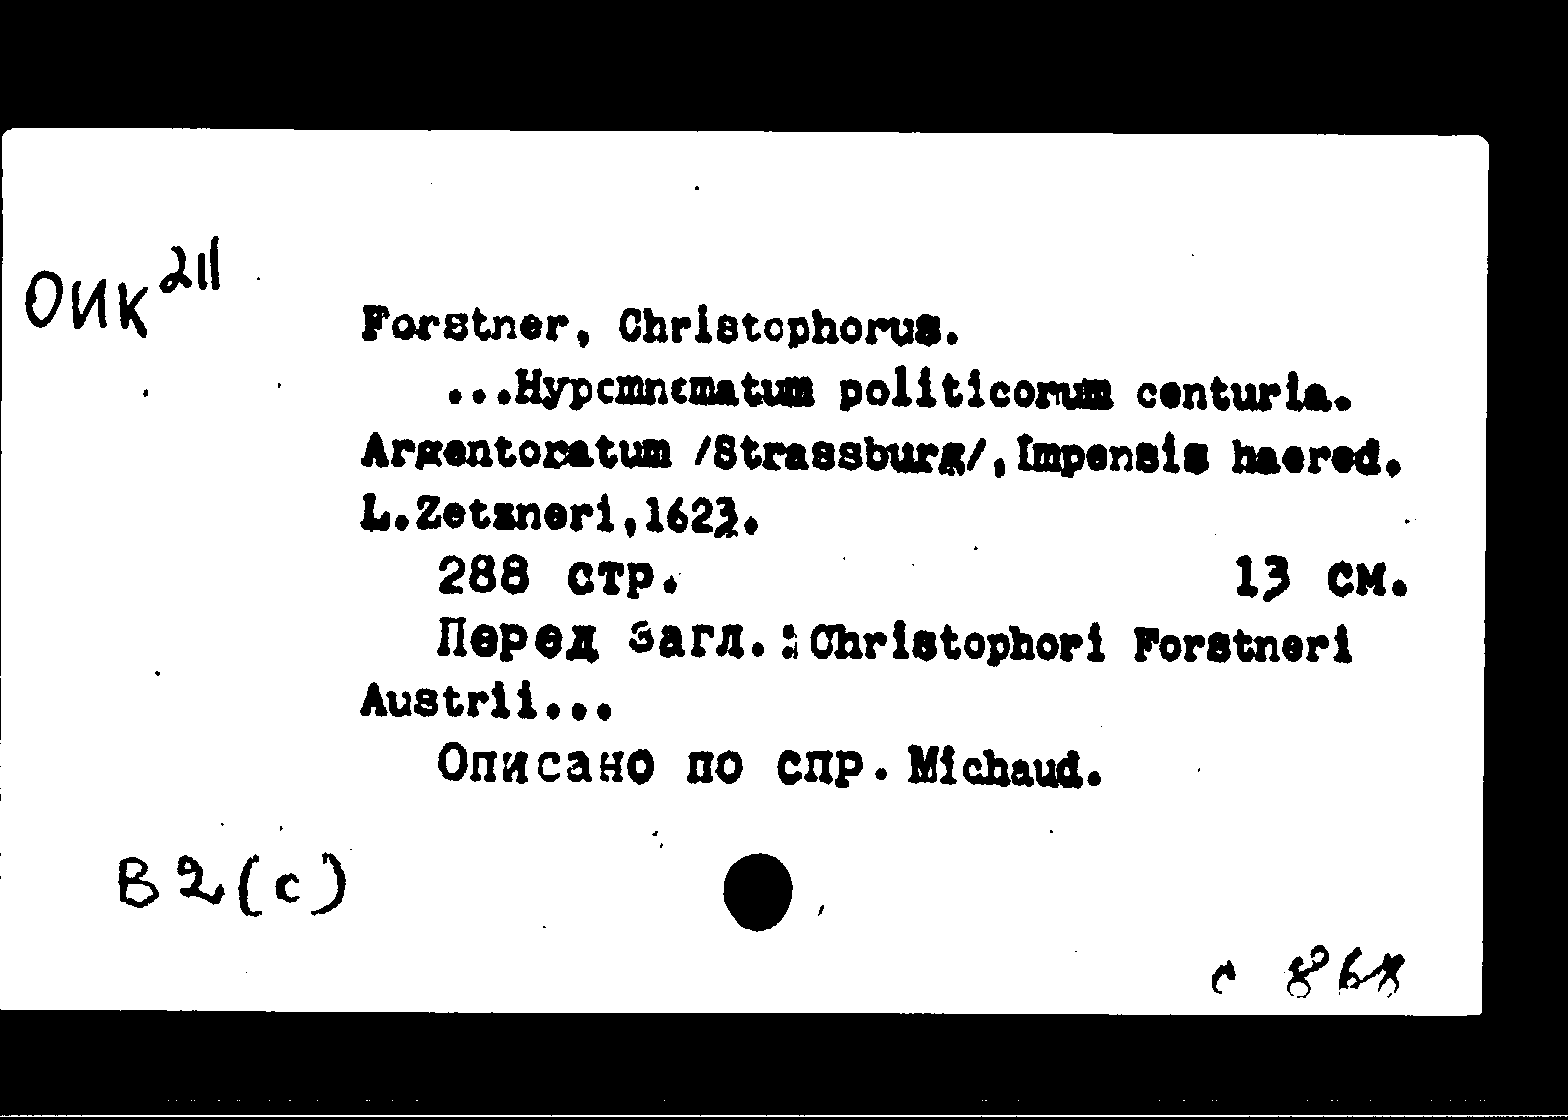 ОИК 211
Forstner, Christophorus.
...Hypomnematum politicorum centuria.
Argentoratum /Strassburg/, Impensis haered.
L.Zetzneri, 1623.
288 стр. 13 см.
Перед загл.: Christophori Forstneri
Austrii...
Описано по спр. Michaud.
B 2 (c)
c 868